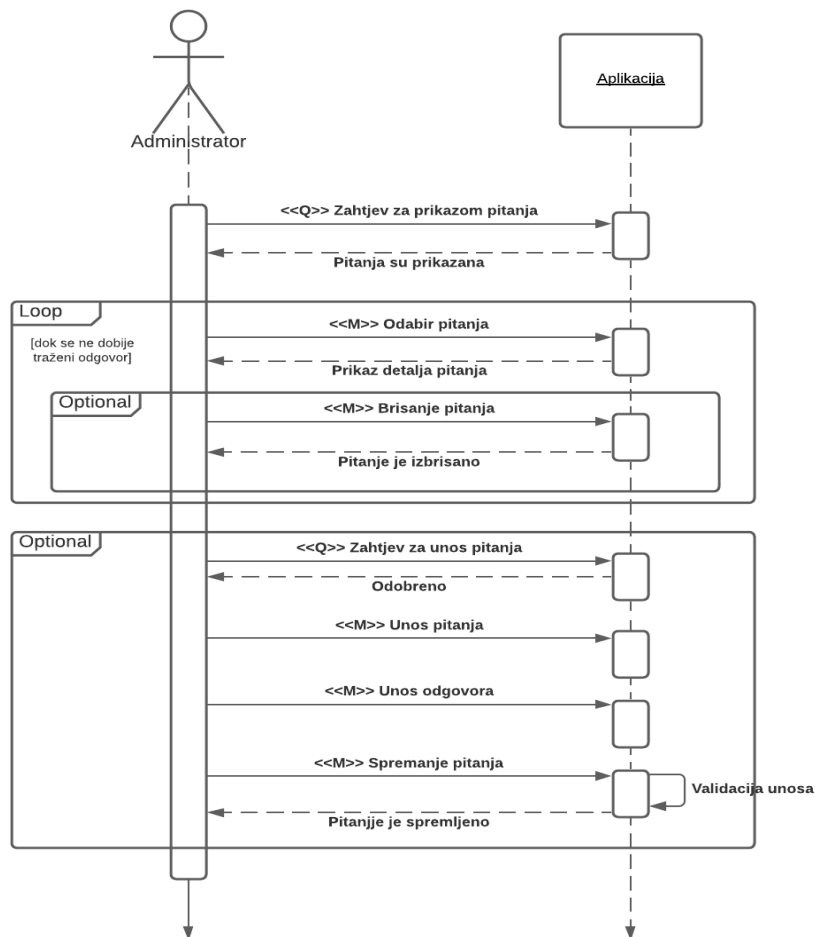 Aplikacija
Administrator
<<Q>> Zahtjev za prikazom pitanja
Pitanja su prikazana
Loop
[dok se ne dobije
traženi odgovor]
<<M>> Odabir pitanja
Prikaz detalja pitanja
Optional
<<M>> Brisanje pitanja
Pitanje je izbrisano
Optional
<<Q>> Zahtjev za unos pitanja
Odobreno
<<M>> Unos pitanja
<<M>> Unos odgovora
<<M>> Spremanje pitanja
Validacija unosa
Pitanjje je spremljeno